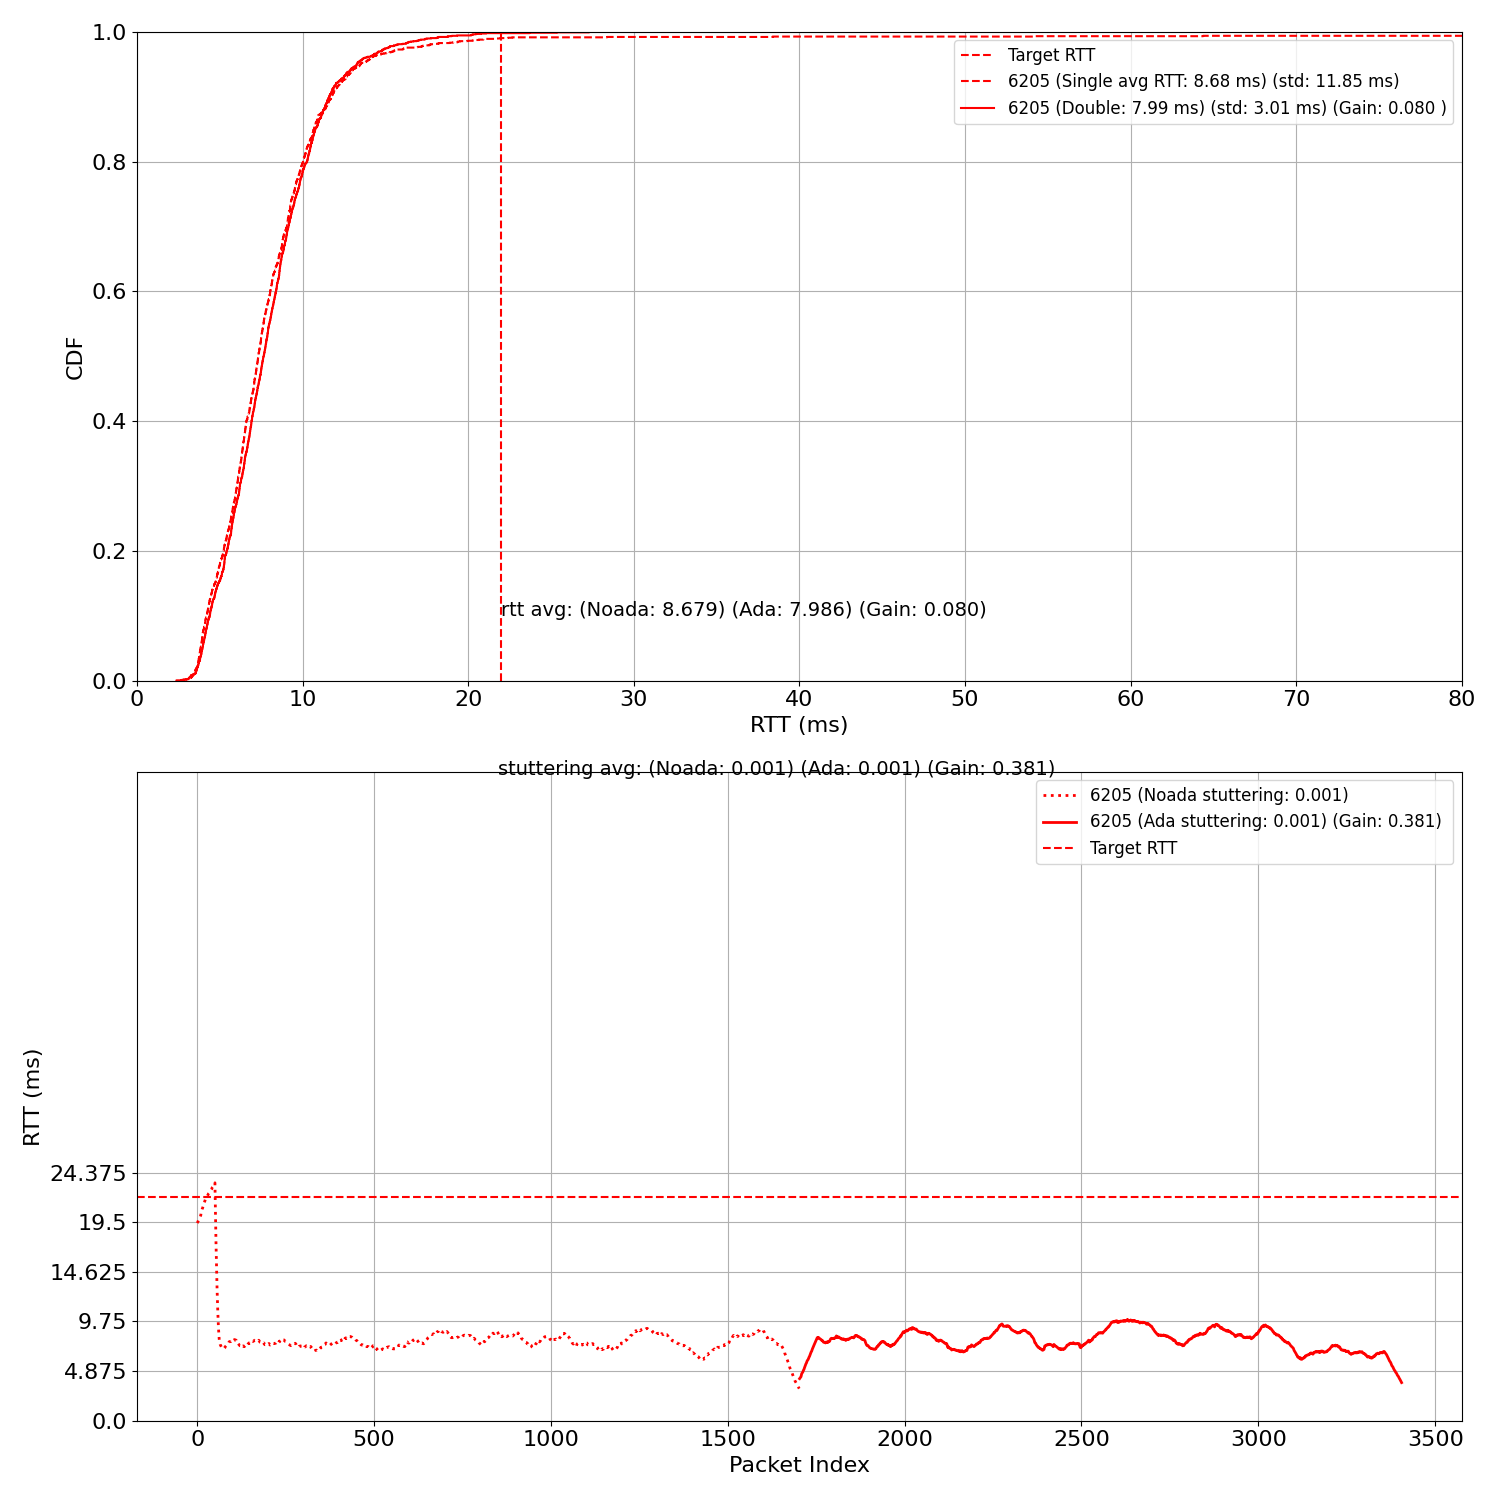 1.0
0.8
0.6
0.4
0.2
0.0
CDF
Target RTT
6205 (Single avg RTT: 8.68 ms) (std: 11.85 ms)
6205 (Double: 7.99 ms) (std: 3.01 ms) (Gain: 0.080 )
rtt avg: (Noada: 8.679) (Ada: 7.986) (Gain: 0.080)
0 10 20 30 40 50 60 70 80
RTT (ms)
stuttering avg: (Noada: 0.001) (Ada: 0.001) (Gain: 0.381)
6205 (Noada stuttering: 0.001)
6205 (Ada stuttering: 0.001) (Gain: 0.381)
Target RTT
RTT (ms)
24.375
19.5
14.625
9.75
4.875
0.0
0 500 1000 1500 2000 2500 3000 3500
Packet Index